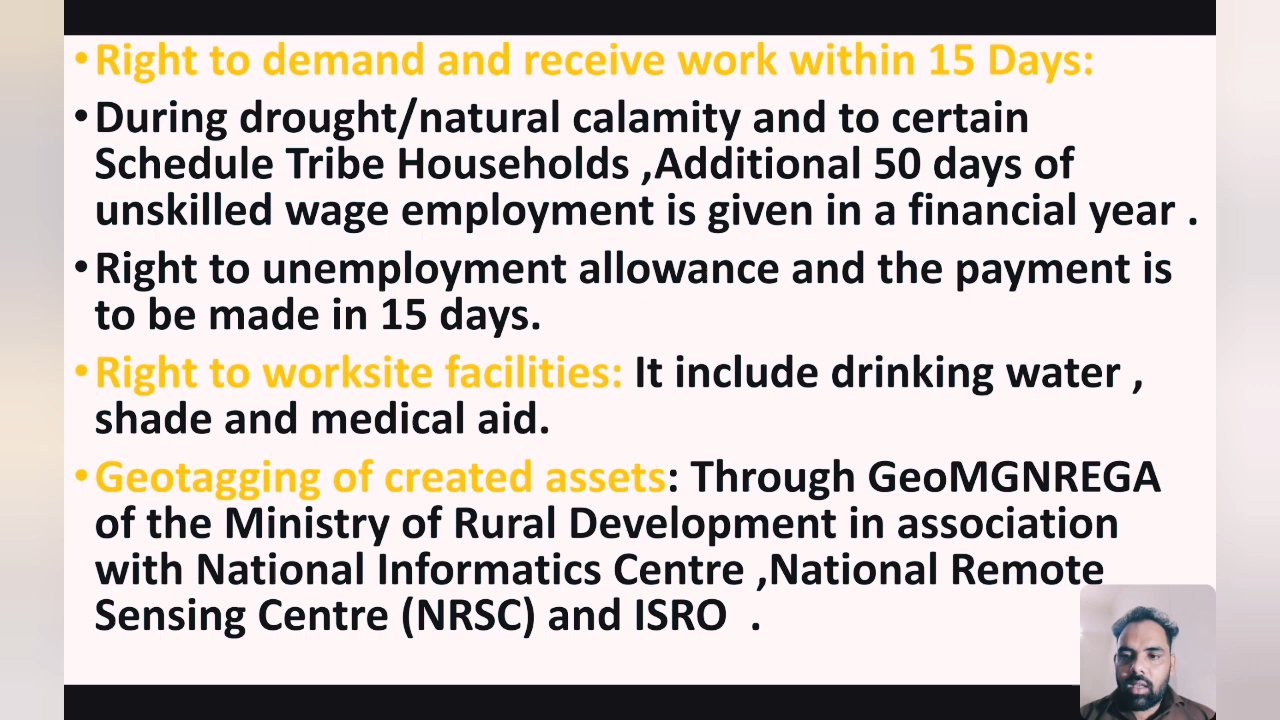 • Right to demand and receive work within 15 Days:
• During drought/natural calamity and to certain
Schedule Tribe Households ,Additional 50 days of
unskilled wage employment is given in a financial year .
• Right to unemployment allowance and the payment is
to be made in 15 days.
• Right to worksite facilities: It include drinking water ,
shade and medical aid.
• Geotagging of created assets: Through GeoMGNREGA
of the Ministry of Rural Development in association
with National Informatics Centre ,National Remote
Sensing Centre (NRSC) and ISRO .